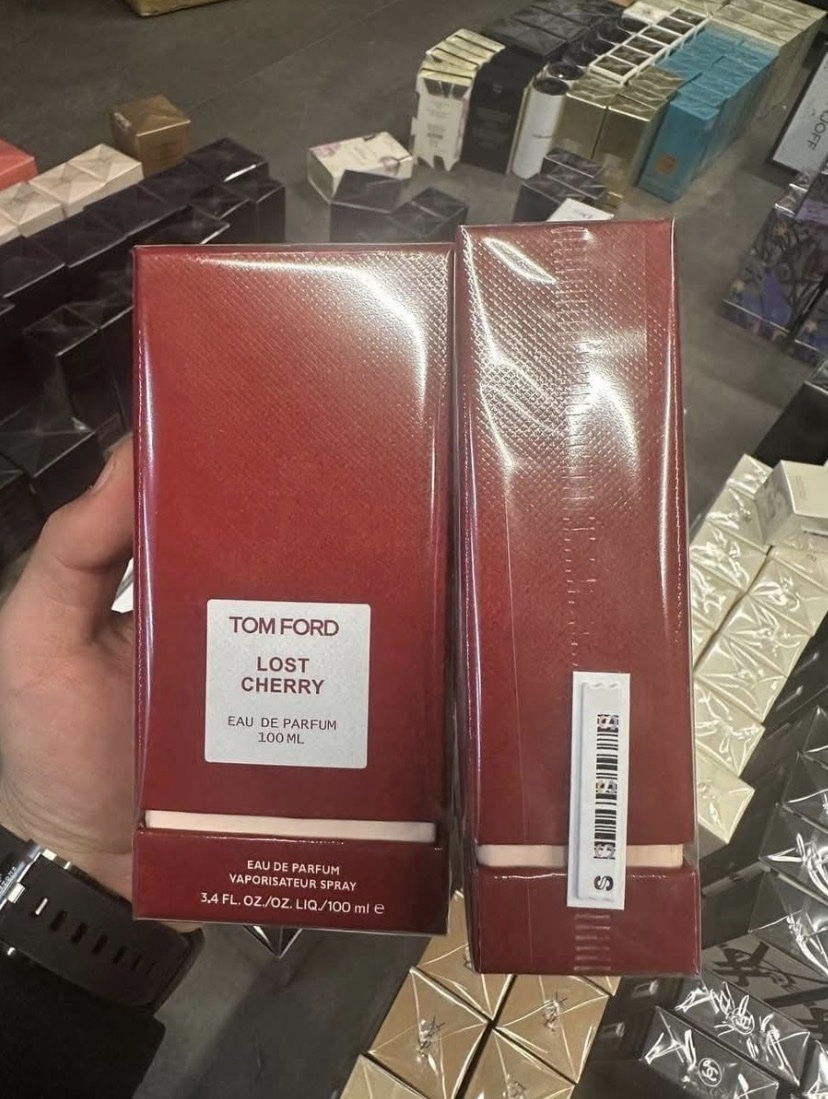 TOM FORD
LOST
CHERRY
EAU DE PARFUM
100 ML
EAU DE PARFUM
VAPORISATEUR SPRAY
3.4 FL. OZ./OZ. LIQ./100 ml ℮
S